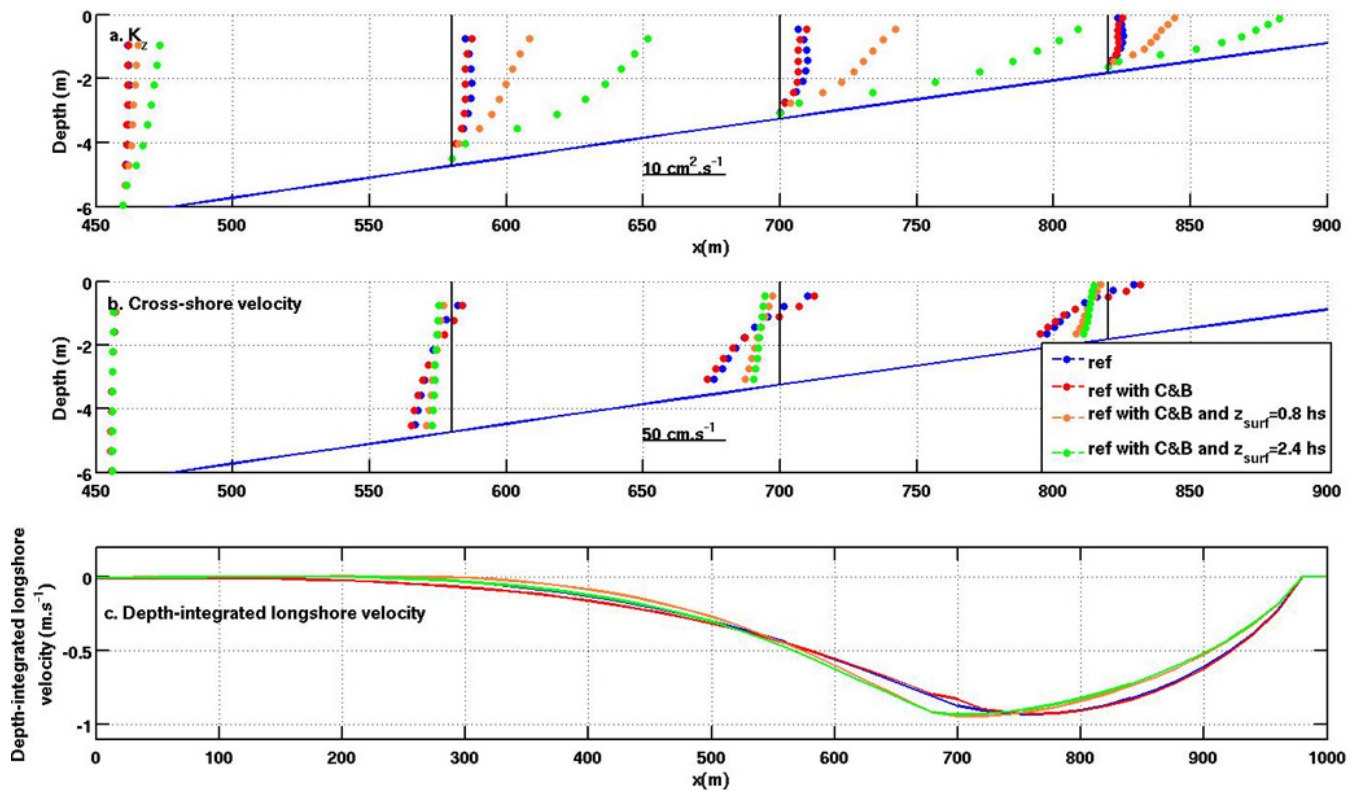 a. Kz
0
-2
-4
-6
Depth (m)
10 cm2.s-1
450 500 550 600 650 700 750 800 850 900
x(m)
b. Cross-shore velocity
0
-2
-4
-6
Depth (m)
50 cm.s-1
ref
ref with C&B
ref with C&B and zsurf=0.8 hs
ref with C&B and zsurf=2.4 hs
450 500 550 600 650 700 750 800 850 900
x(m)
Depth-integrated longshore
velocity (m.s-1)
0
-0.5
-1
c. Depth-integrated longshore velocity
0 100 200 300 400 500 600 700 800 900 1000
x(m)